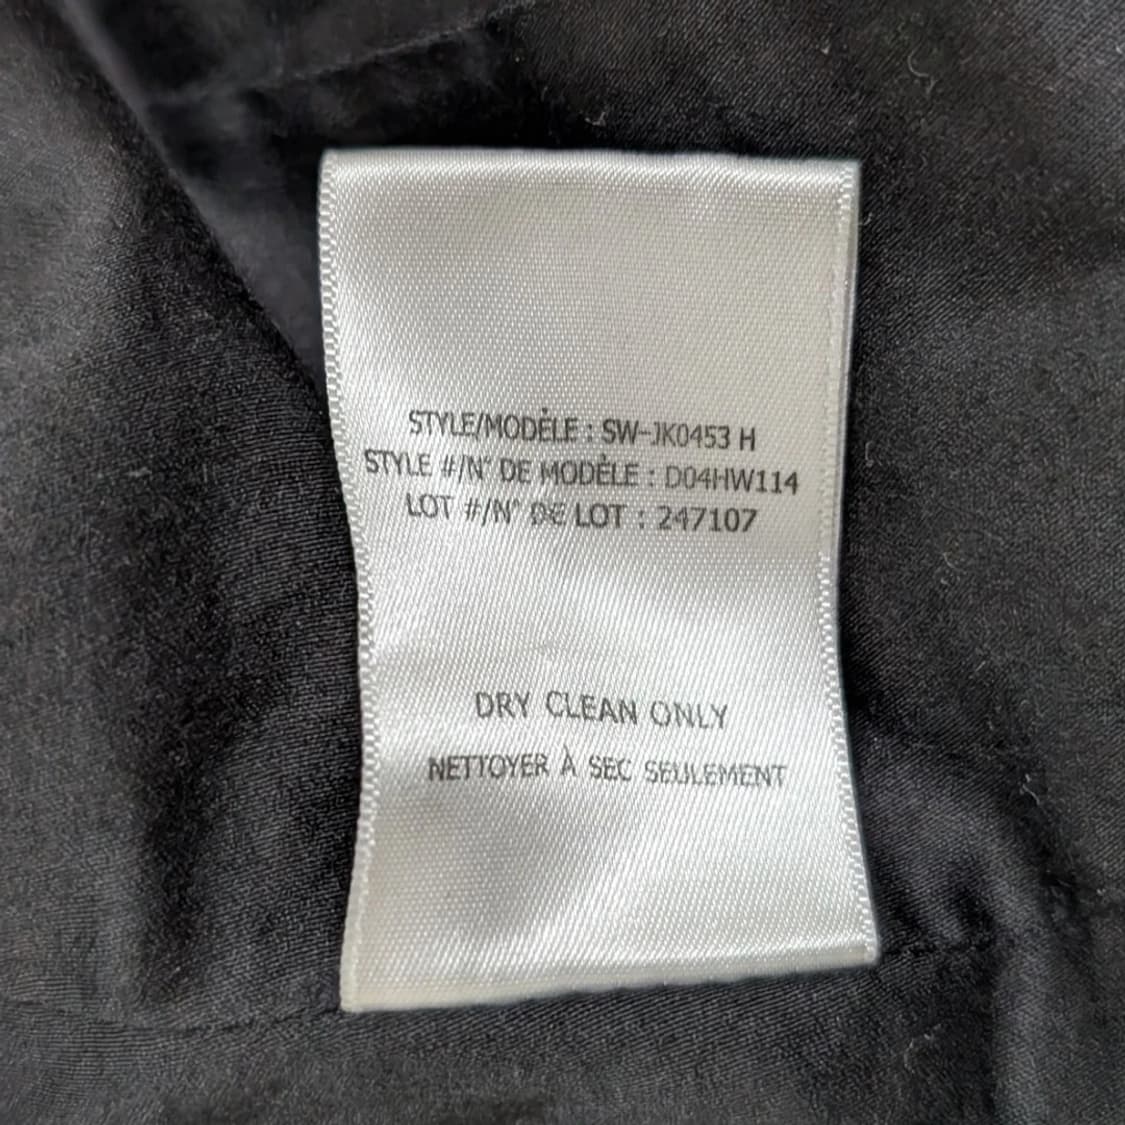 STYLE/MODÈLE : SW-JK0453 H
STYLE #/N° DE MODÈLE : D04HW114
LOT #/N° DE LOT : 247107
DRY CLEAN ONLY
NETTOYER À SEC SEULEMENT